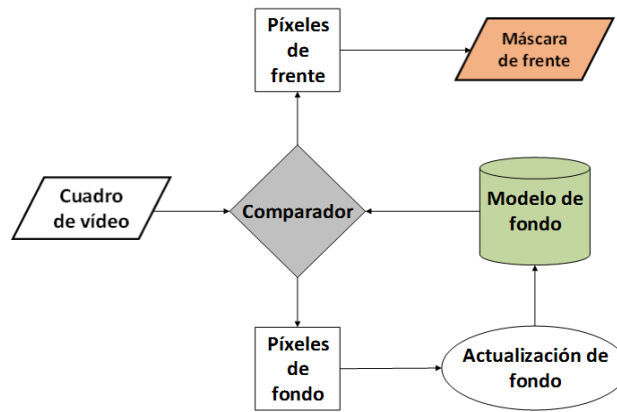 Píxeles
de
frente
Máscara
de frente
Cuadro
de vídeo
Comparador
Modelo de
fondo
Píxeles
de
fondo
Actualización de
fondo